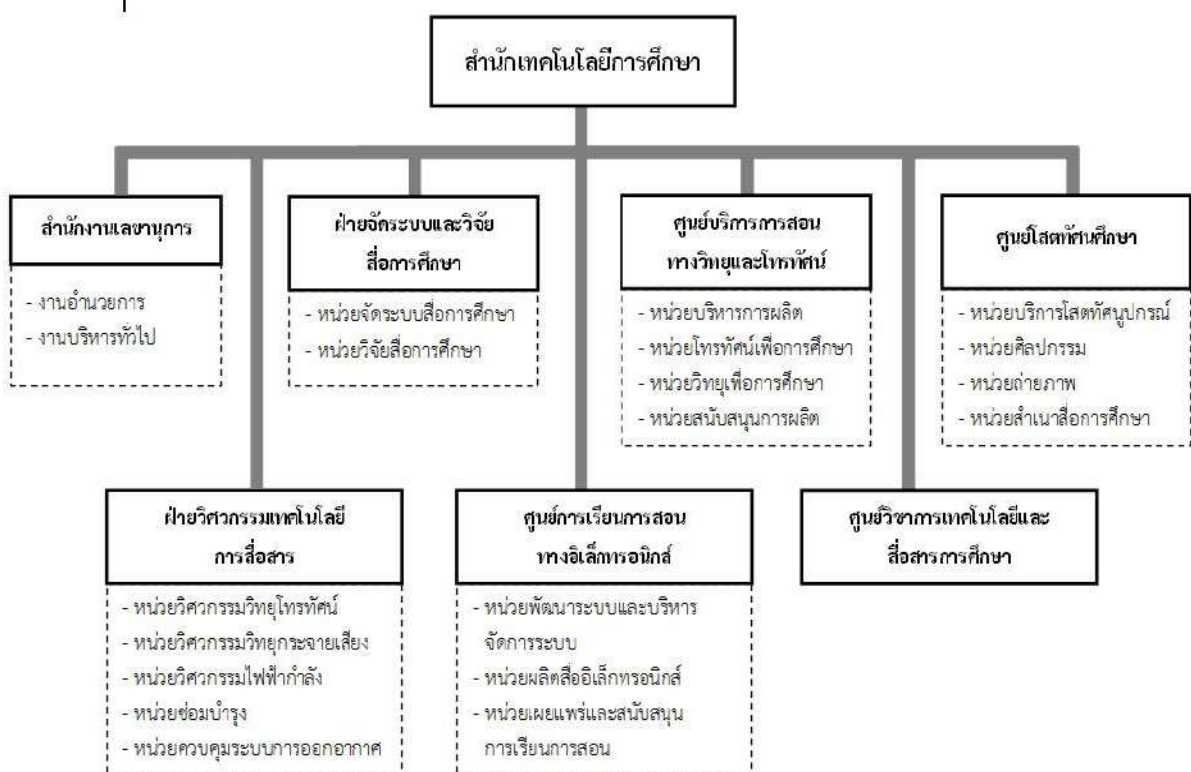 สำนักเทคโนโลยีการศึกษา
สำนักงานเลขานุการ
- งานอำนวยการ
- งานบริหารทั่วไป
ฝ่ายจัดระบบและวิจัย
สื่อการศึกษา
- หน่วยจัดระบบสื่อการศึกษา
- หน่วยวิจัยสื่อการศึกษา
ศูนย์บริการการสอน
ทางวิทยุและโทรทัศน์
- หน่วยบริหารการผลิต
- หน่วยโทรทัศน์เพื่อการศึกษา
- หน่วยวิทยุเพื่อการศึกษา
- หน่วยสนับสนุนการผลิต
ศูนย์โสตทัศนศึกษา
- หน่วยบริการโสตทัศนูปกรณ์
- หน่วยศิลปกรรม
- หน่วยถ่ายภาพ
- หน่วยสำเนาสื่อการศึกษา
ฝ่ายวิศวกรรมเทคโนโลยี
การสื่อสาร
- หน่วยวิศวกรรมวิทยุโทรทัศน์
- หน่วยวิศวกรรมวิทยุกระจายเสียง
- หน่วยวิศวกรรมไฟฟ้ากำลัง
- หน่วยซ่อมบำรุง
- หน่วยควบคุมระบบการออกอากาศ
ศูนย์การเรียนการสอน
ทางอิเล็กทรอนิกส์
- หน่วยพัฒนาระบบและบริหาร
จัดการระบบ
- หน่วยผลิตสื่ออิเล็กทรอนิกส์
- หน่วยเผยแพร่และสนับสนุน
การเรียนการสอน
ศูนย์วิชาการเทคโนโลยีและ
สื่อสารการศึกษา